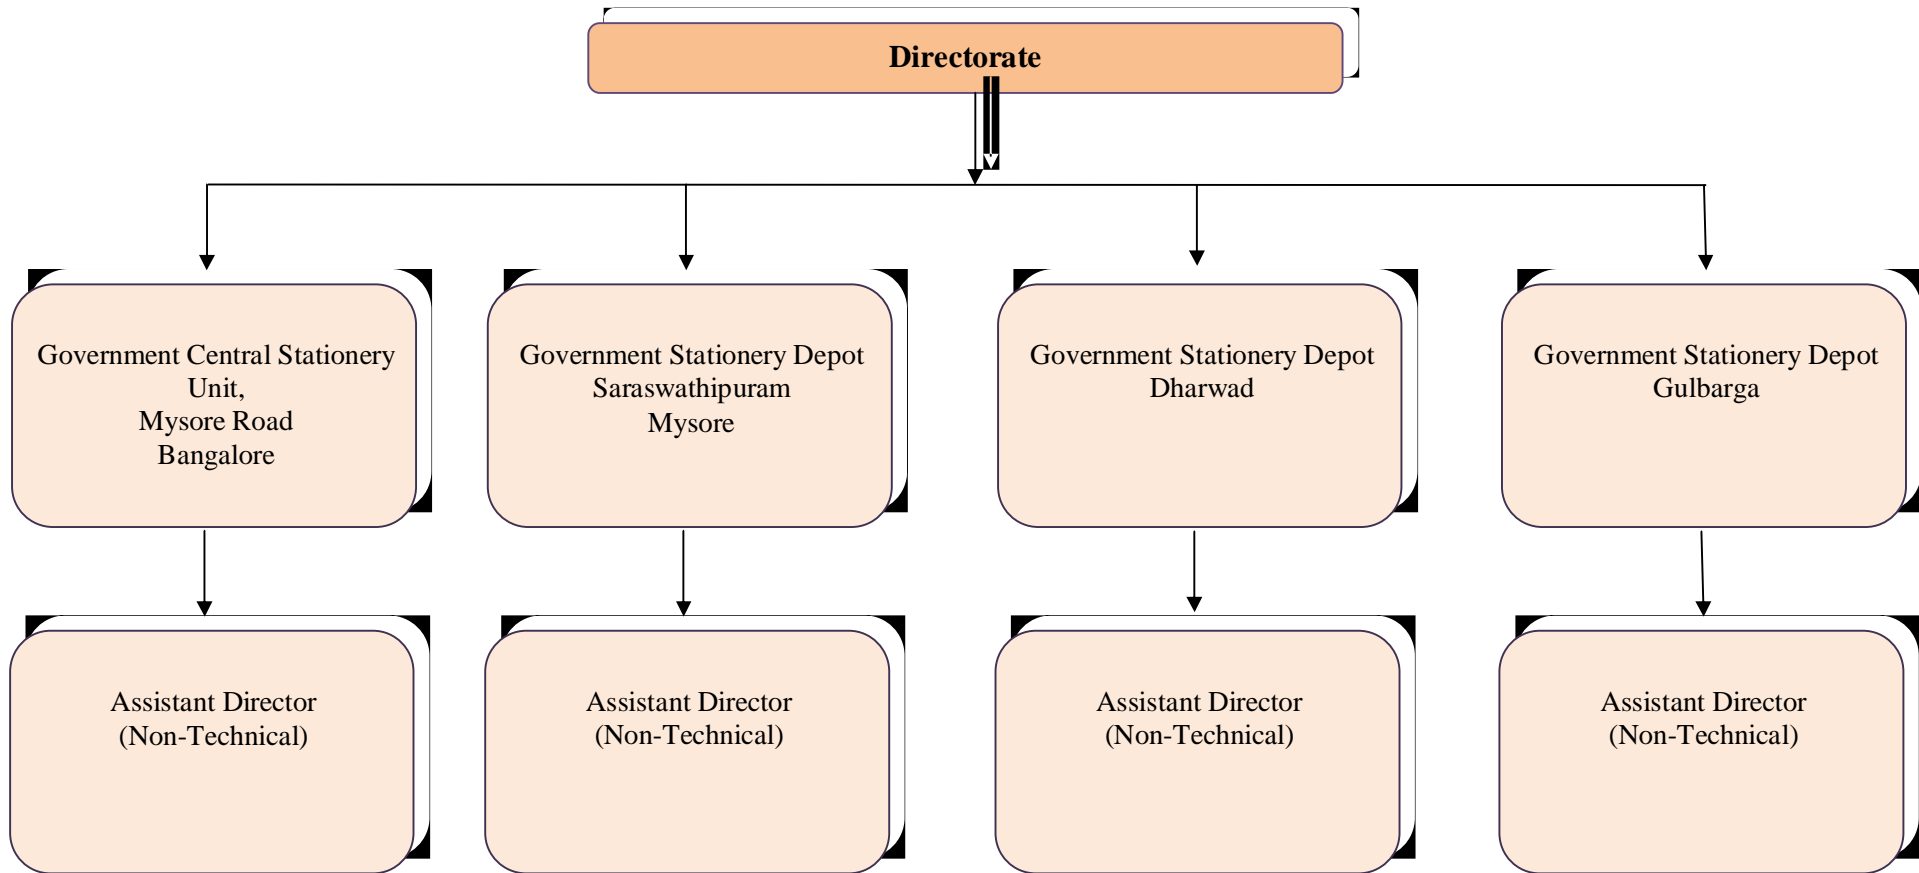 Directorate
Government Central Stationery
Unit,
Mysore Road
Bangalore
Government Stationery Depot
Saraswathipuram
Mysore
Government Stationery Depot
Dharwad
Government Stationery Depot
Gulbarga
Assistant Director
(Non-Technical)
Assistant Director
(Non-Technical)
Assistant Director
(Non-Technical)
Assistant Director
(Non-Technical)